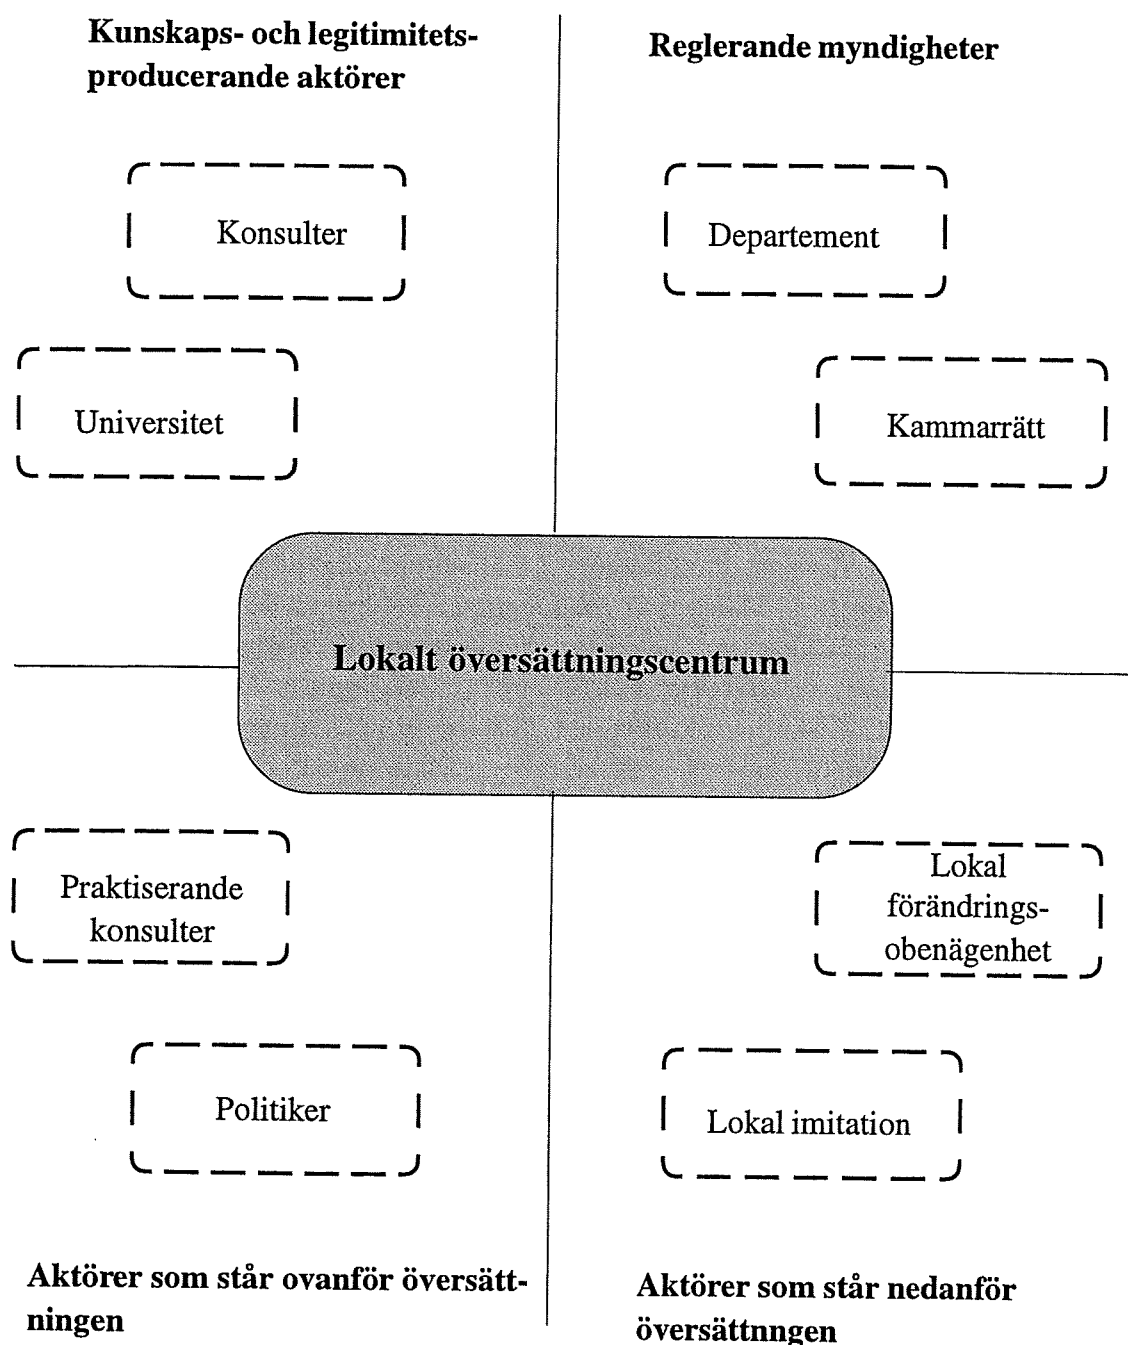 Kunskaps- och legitimitets-
producerande aktörer
Reglerande myndigheter
Konsulter
Departement
Universitet
Kammarrätt
Lokalt översättningscentrum
Praktiserande
konsulter
Lokal
förändrings-
obenägenhet
Politiker
Lokal imitation
Aktörer som står ovanför översätt-
ningen
Aktörer som står nedanför
översättnngen